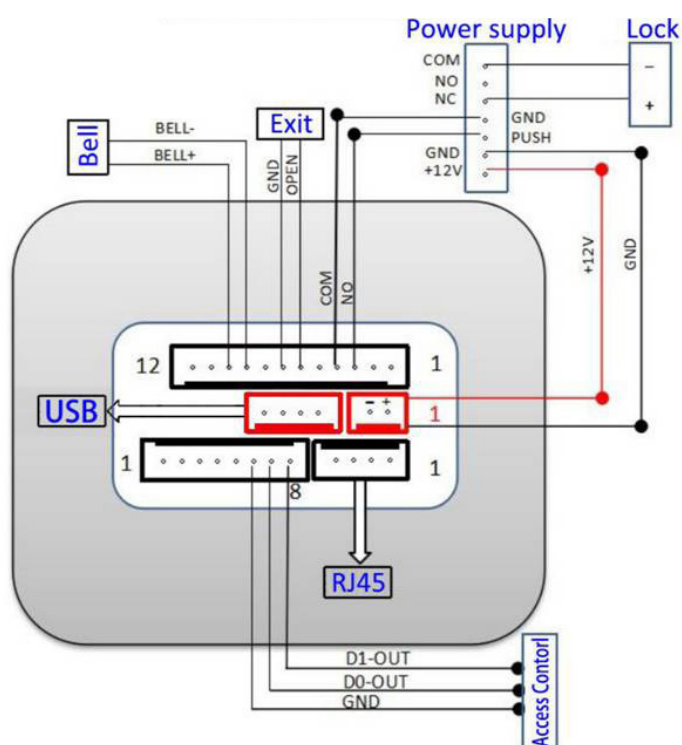 Power supply
Lock
COM
NO
NC
GND
PUSH
GND
+12V
−
+
Bell
BELL-
BELL+
Exit
GND
OPEN
COM
NO
+12V
GND
12
1
USB
- +
1
1
8
1
RJ45
D1-OUT
D0-OUT
GND
Access Contorl